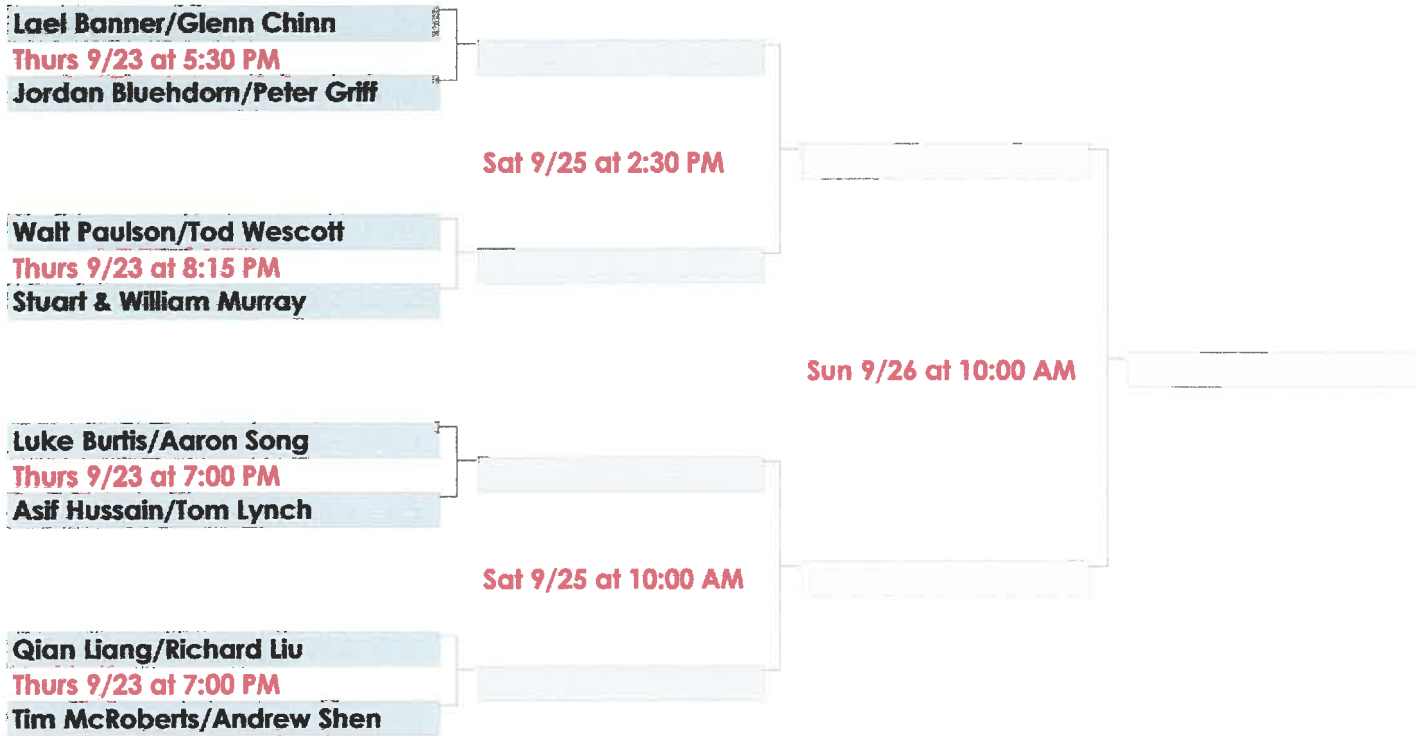 Lael Banner/Glenn Chinn
Thurs 9/23 at 5:30 PM
Jordan Bluehdorn/Peter Griff
Sat 9/25 at 2:30 PM
Walt Paulson/Tod Wescott
Thurs 9/23 at 8:15 PM
Stuart & William Murray
Sun 9/26 at 10:00 AM
Luke Burtis/Aaron Song
Thurs 9/23 at 7:00 PM
Asif Hussain/Tom Lynch
Sat 9/25 at 10:00 AM
Qian Liang/Richard Liu
Thurs 9/23 at 7:00 PM
Tim McRoberts/Andrew Shen